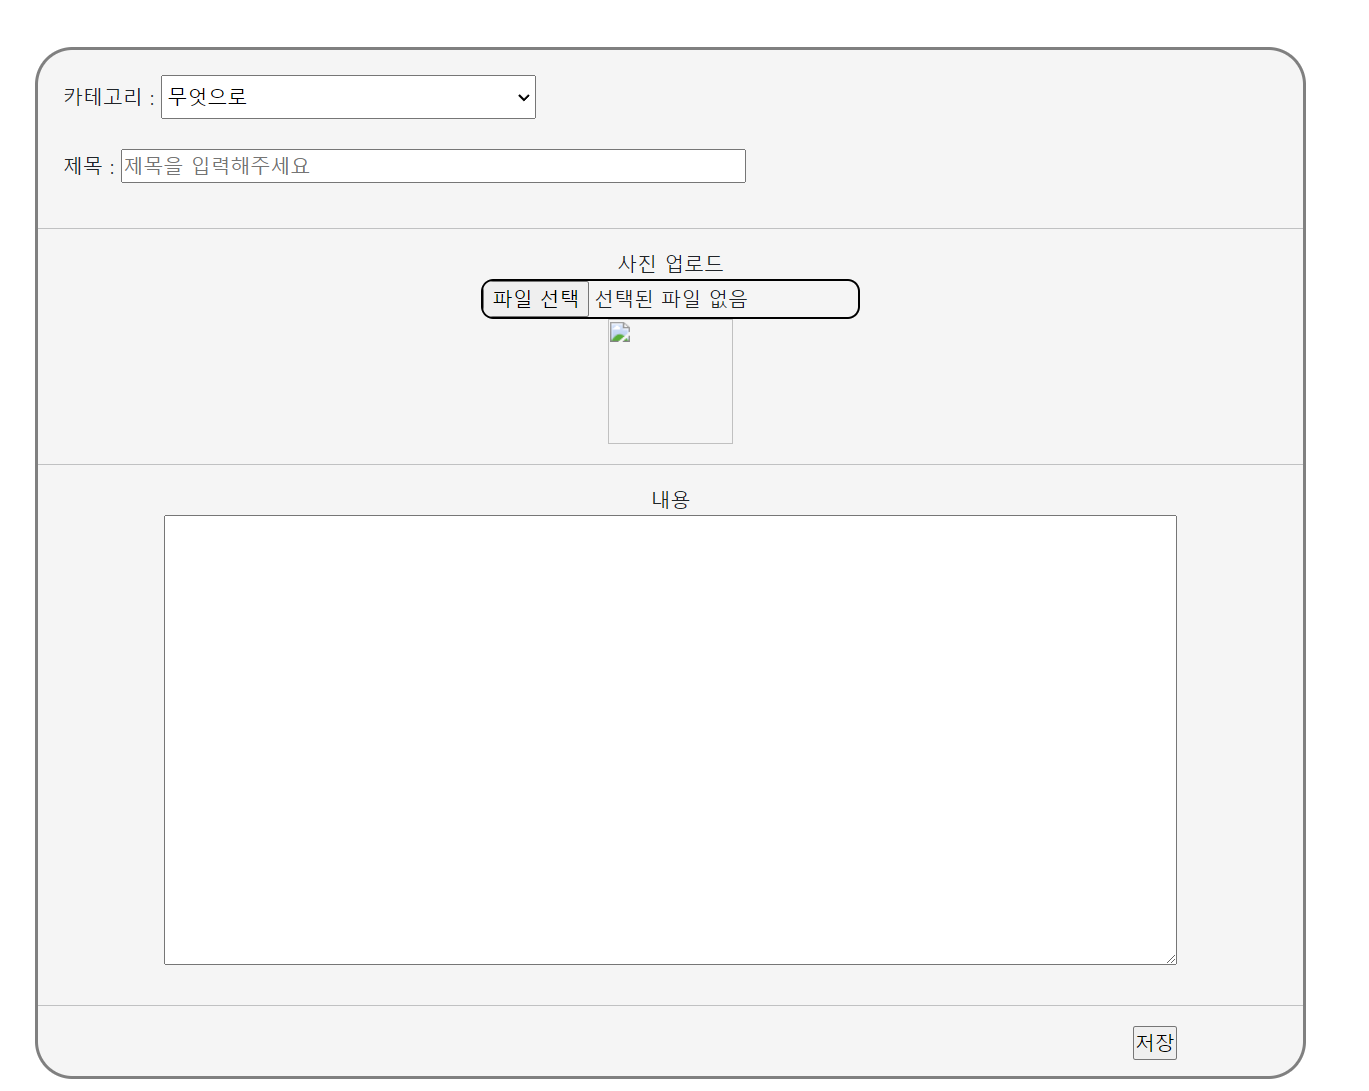 카테고리 : 무엇으로
제목 : 제목을 입력해주세요
사진 업로드
파일 선택 선택된 파일 없음
내용
저장